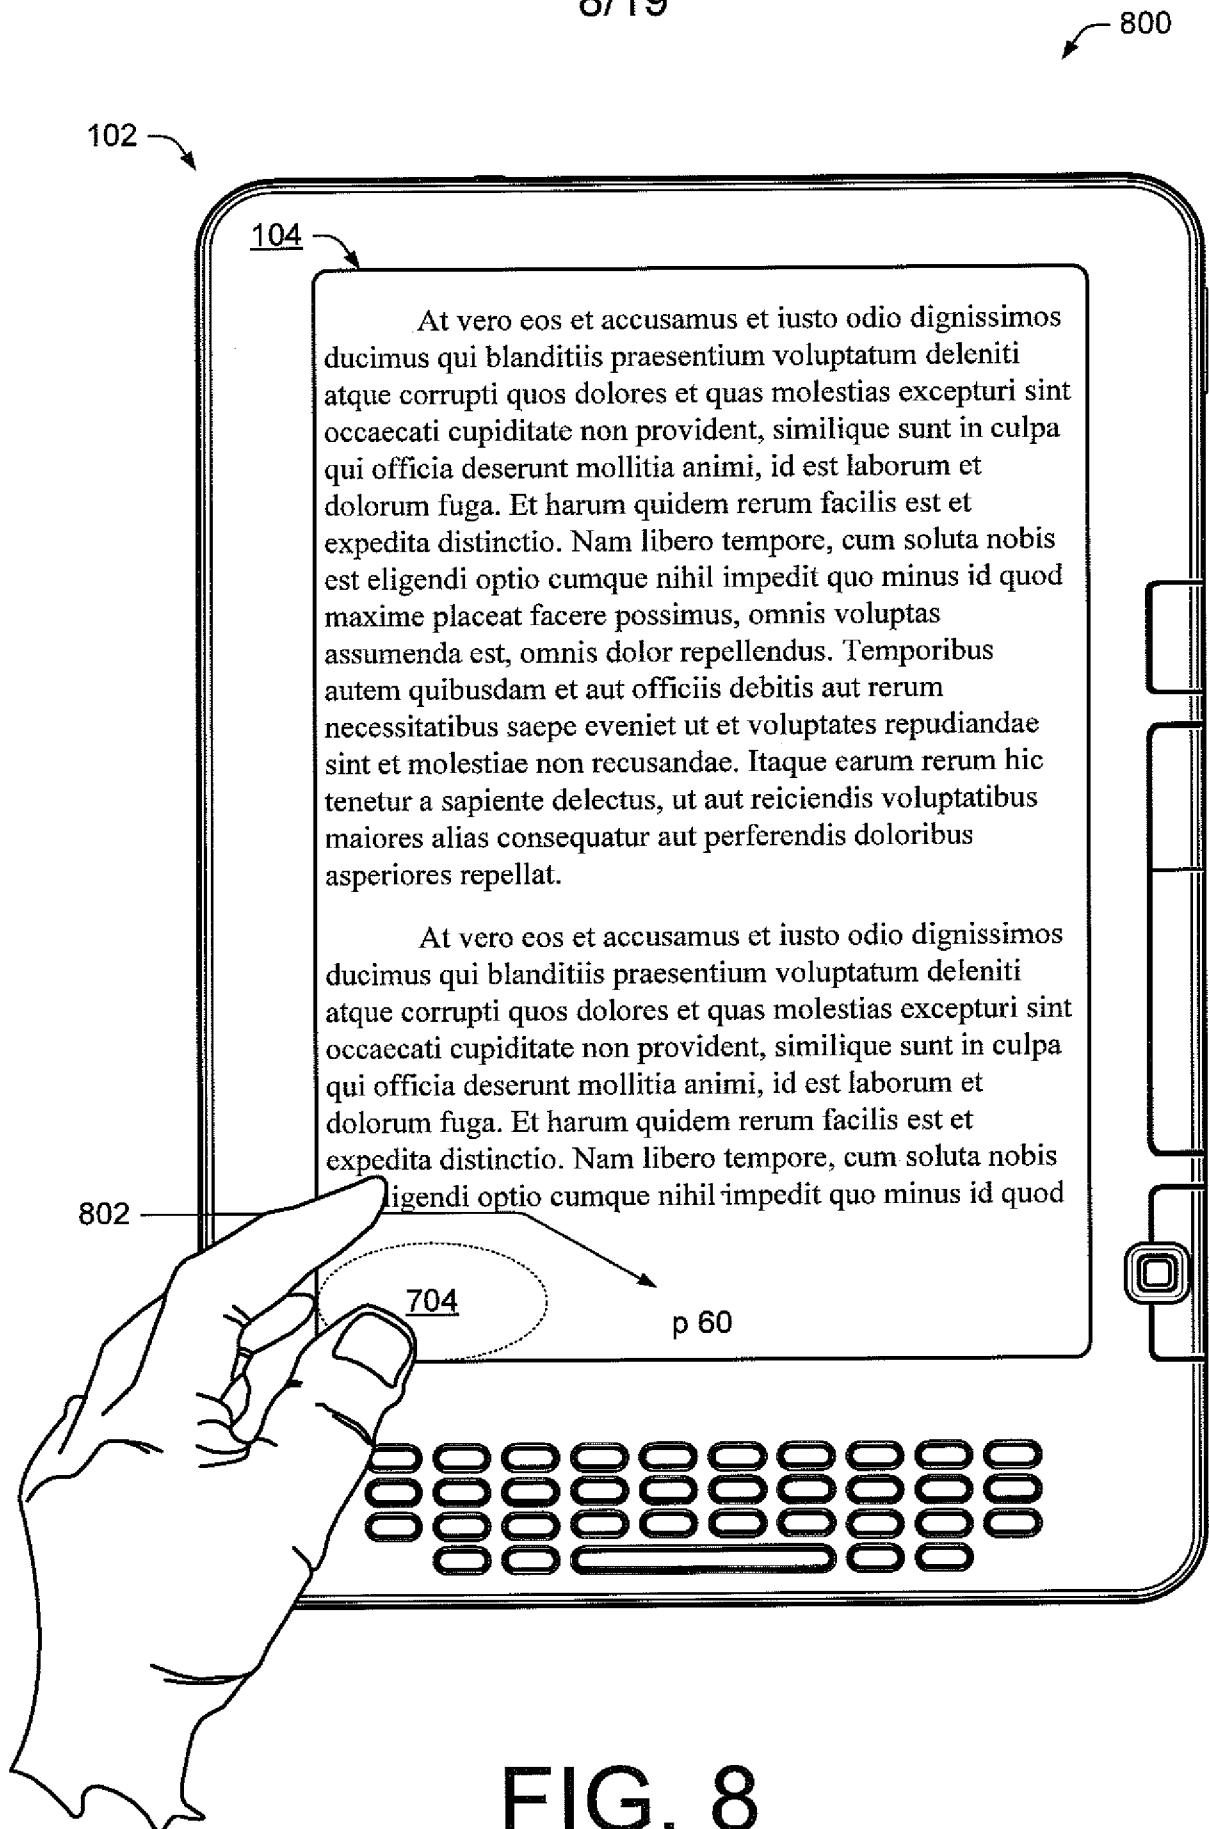 8/19
800
102
104
At vero eos et accusamus et iusto odio dignissimos
ducimus qui blanditiis praesentium voluptatum deleniti
atque corrupti quos dolores et quas molestias excepturi sint
occaecati cupiditate non provident, similique sunt in culpa
qui officia deserunt mollitia animi, id est laborum et
dolorum fuga. Et harum quidem rerum facilis est et
expedita distinctio. Nam libero tempore, cum soluta nobis
est eligendi optio cumque nihil impedit quo minus id quod
maxime placeat facere possimus, omnis voluptas
assumenda est, omnis dolor repellendus. Temporibus
autem quibusdam et aut officiis debitis aut rerum
necessitatibus saepe eveniet ut et voluptates repudiandae
sint et molestiae non recusandae. Itaque earum rerum hic
tenetur a sapiente delectus, ut aut reiciendis voluptatibus
maiores alias consequatur aut perferendis doloribus
asperiores repellat.
At vero eos et accusamus et iusto odio dignissimos
ducimus qui blanditiis praesentium voluptatum deleniti
atque corrupti quos dolores et quas molestias excepturi sint
occaecati cupiditate non provident, similique sunt in culpa
qui officia deserunt mollitia animi, id est laborum et
dolorum fuga. Et harum quidem rerum facilis est et
expedita distinctio. Nam libero tempore, cum soluta nobis
ligendi optio cumque nihil impedit quo minus id quod
802
704
p 60
FIG. 8